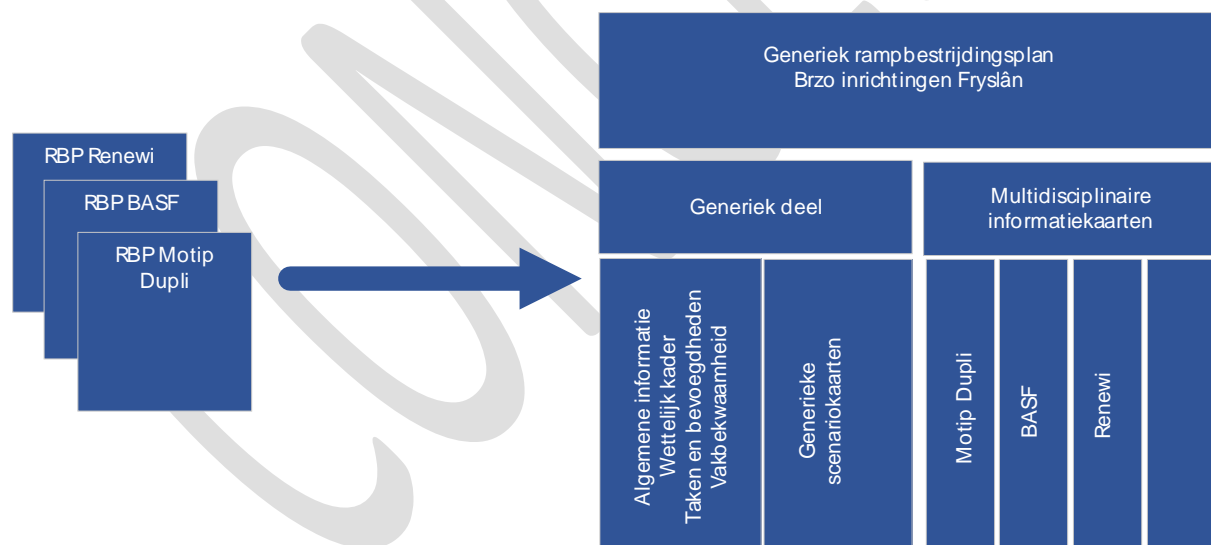 RBP Renewi
RBP BASF
RBP Motip
Dupli
Generiek rampbestrijdingsplan
Brzo inrichtingen Fryslân
Generiek deel
Multidisciplinaire
informatiekaarten
Algemene informatie
Wettelijk kader
Taken en bevoegdheden
Vakbekwaamheid
Generieke
scenariokaarten
Motip Dupli
BASF
Renewi